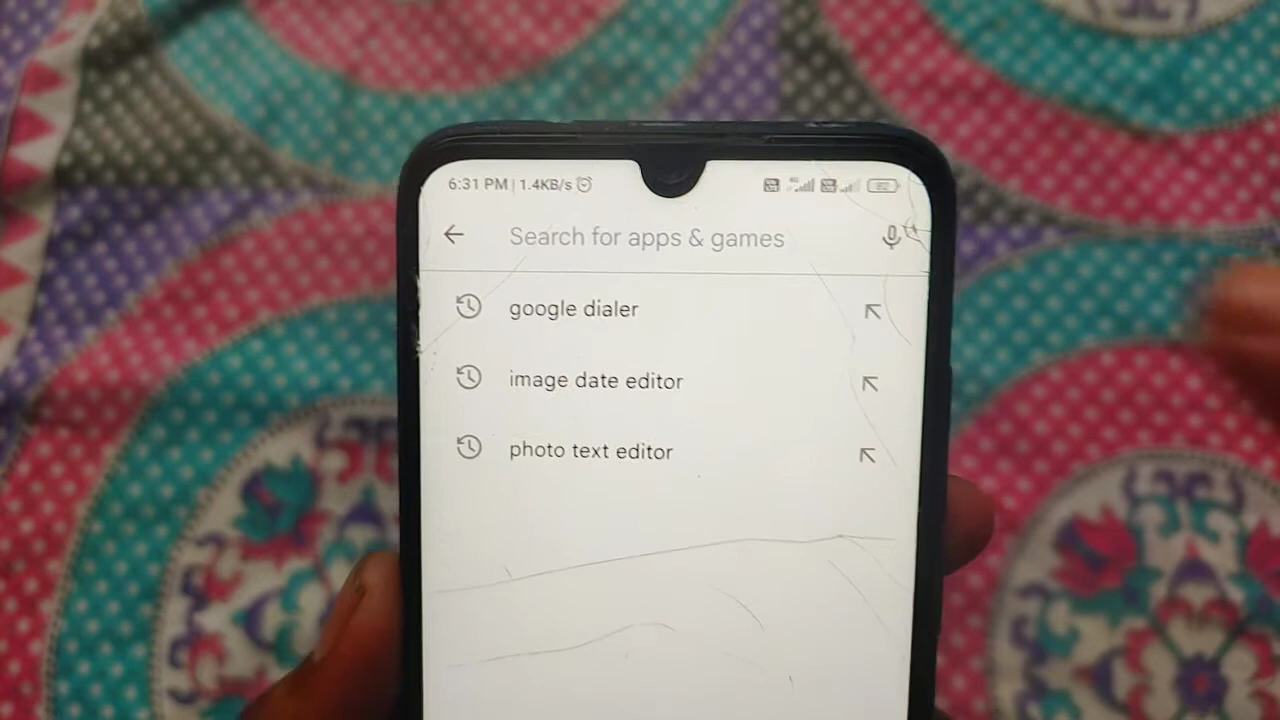 6:31 PM | 1.4KB/s
Search for apps & games
google dialer
image date editor
photo text editor